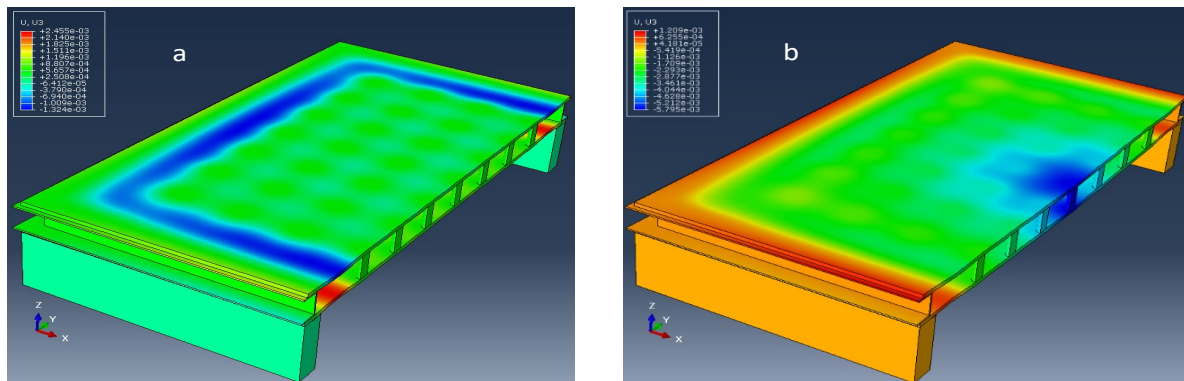 U, U3
+2.455e-03
+2.140e-03
+1.825e-03
+1.511e-03
+1.196e-03
+8.807e-04
+5.657e-04
+2.508e-04
-6.412e-05
-3.790e-04
-6.940e-04
-1.009e-03
-1.324e-03
a
Z
Y
X
U, U3
+1.209e-03
+6.255e-04
+4.181e-05
-5.419e-04
-1.126e-03
-1.709e-03
-2.293e-03
-2.877e-03
-3.461e-03
-4.044e-03
-4.628e-03
-5.212e-03
-5.795e-03
b
Z
Y
X